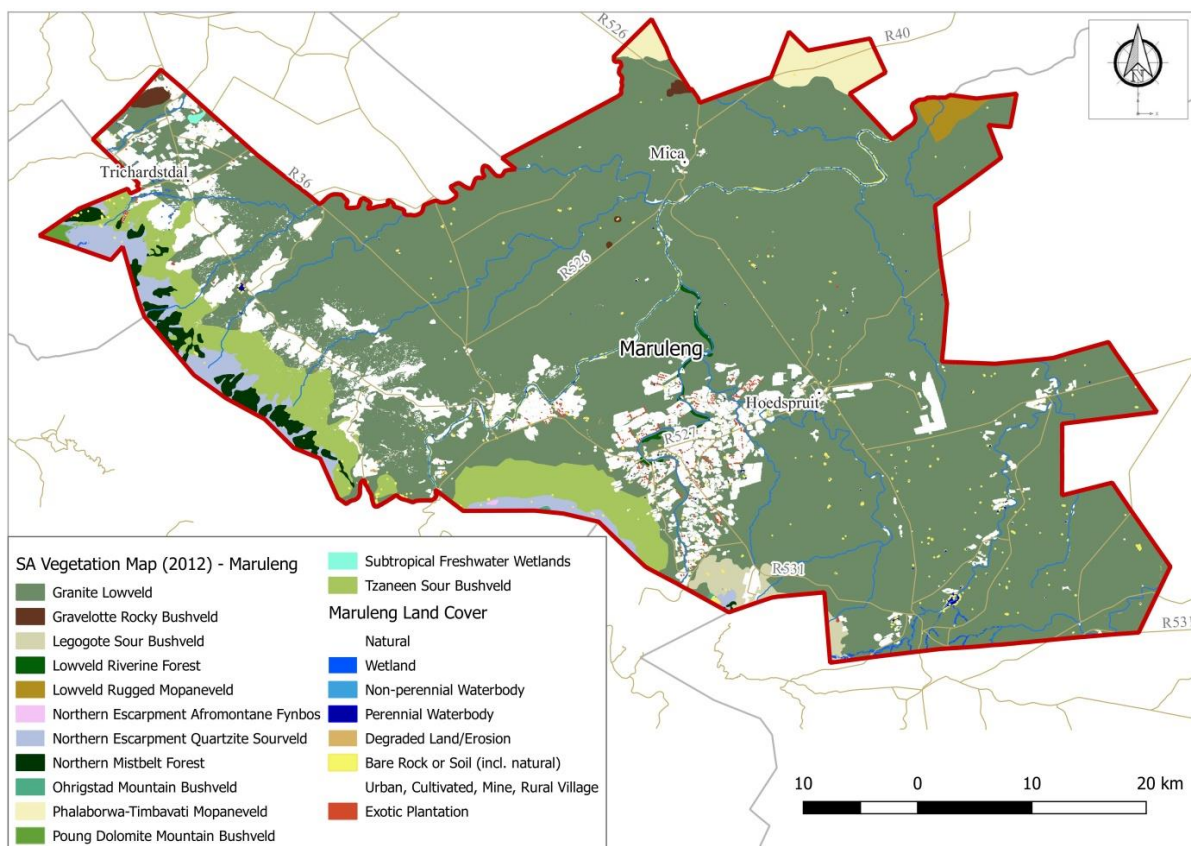 R526
R40
N
Trichardstdal
Mica
R36
R526
Maruleng
Hoedspruit
R527
R531
R531
SA Vegetation Map (2012) - Maruleng
Granite Lowveld
Gravelotte Rocky Bushveld
Legogote Sour Bushveld
Lowveld Riverine Forest
Lowveld Rugged Mopaneveld
Northern Escarpment Afromontane Fynbos
Northern Escarpment Quartzite Sourveld
Northern Mistbelt Forest
Ohrigstad Mountain Bushveld
Phalaborwa-Timbavati Mopaneveld
Poung Dolomite Mountain Bushveld
Subtropical Freshwater Wetlands
Tzaneen Sour Bushveld
Maruleng Land Cover
Natural
Wetland
Non-perennial Waterbody
Perennial Waterbody
Degraded Land/Erosion
Bare Rock or Soil (incl. natural)
Urban, Cultivated, Mine, Rural Village
Exotic Plantation
10 0 10 20 km